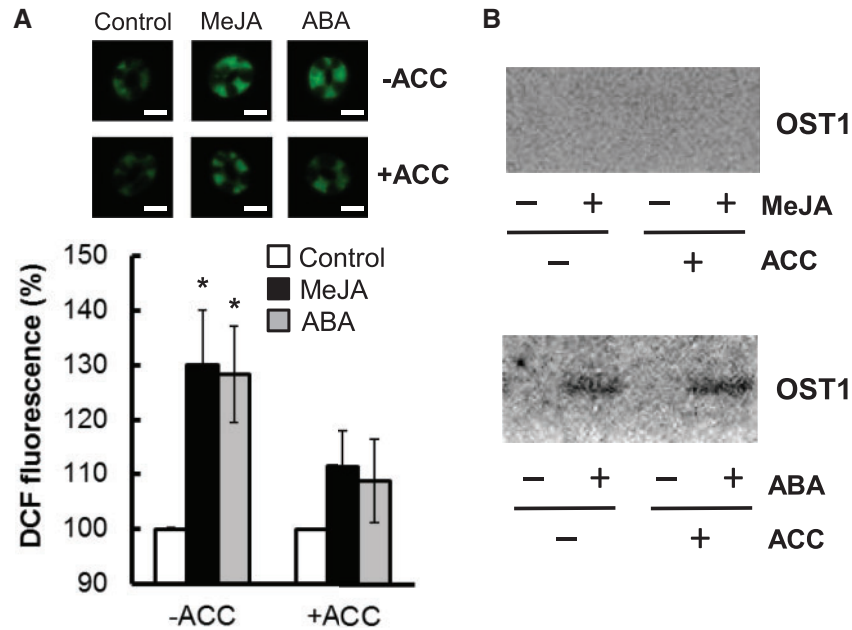 A
Control MeJA ABA
-ACC
+ACC
DCF fluorescence (%)
150
140
130
120
110
100
90
Control
MeJA
ABA
* *
-ACC +ACC
B
OST1
− + − + MeJA
− + ACC
OST1
− + − + ABA
− + ACC